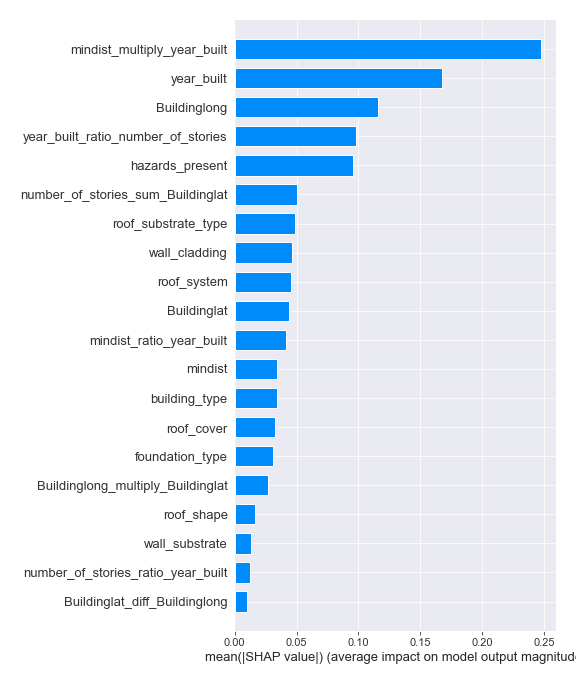 mindist_multiply_year_built
year_built
Buildinglong
year_built_ratio_number_of_stories
hazards_present
number_of_stories_sum_Buildinglat
roof_substrate_type
wall_cladding
roof_system
Buildinglat
mindist_ratio_year_built
mindist
building_type
roof_cover
foundation_type
Buildinglong_multiply_Buildinglat
roof_shape
wall_substrate
number_of_stories_ratio_year_built
Buildinglat_diff_Buildinglong
0.00 0.05 0.10 0.15 0.20 0.25
mean(|SHAP value|) (average impact on model output magnitude